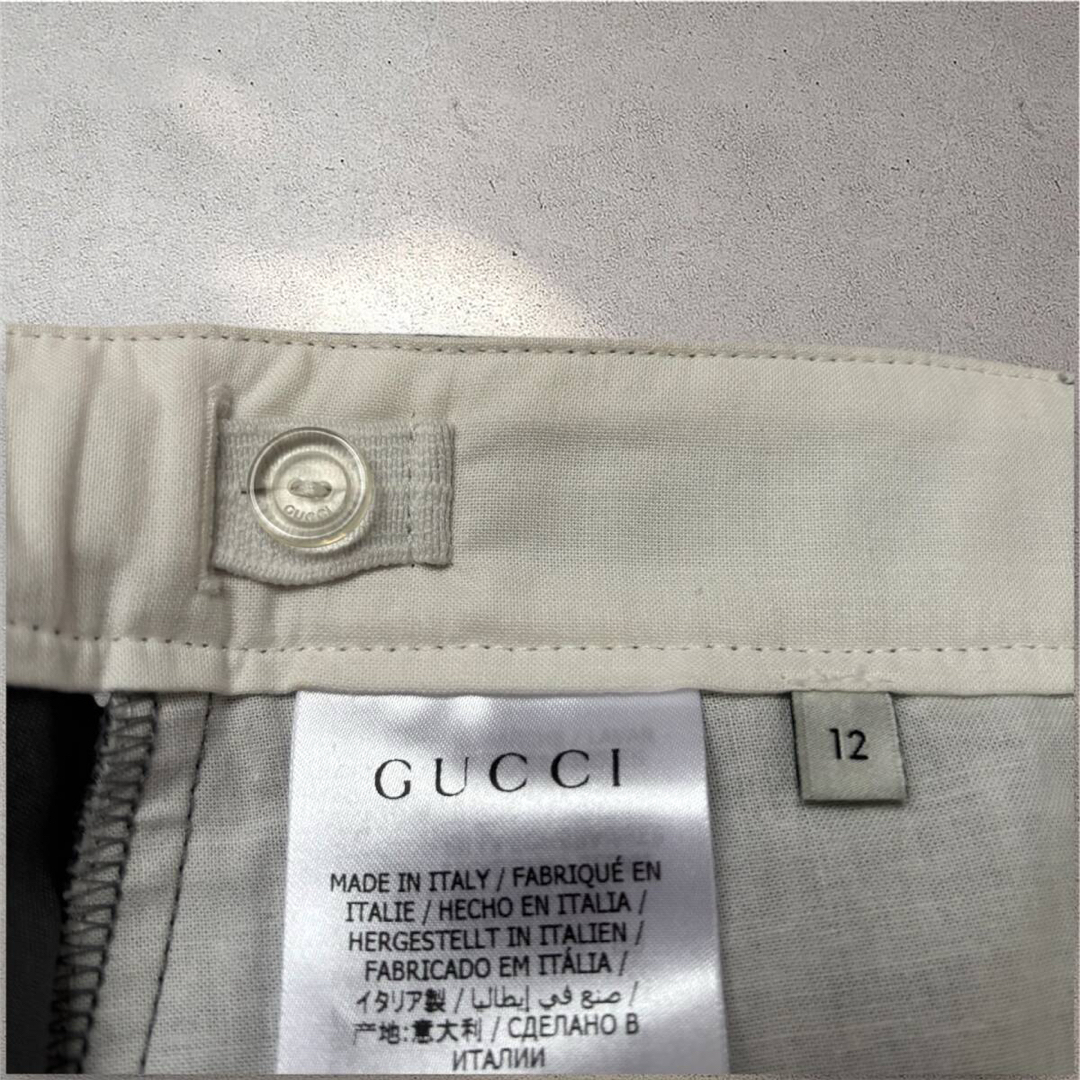 GUCCI
GUCCI
12
MADE IN ITALY / FABRIQUÉ EN
ITALIE / HECHO EN ITALIA /
HERGESTELLT IN ITALIEN /
FABRICADO EM ITÁLIA /
イタリア製 / صنع في إيطاليا /
产地:意大利 / СДЕЛАНО В
ИТАЛИИ